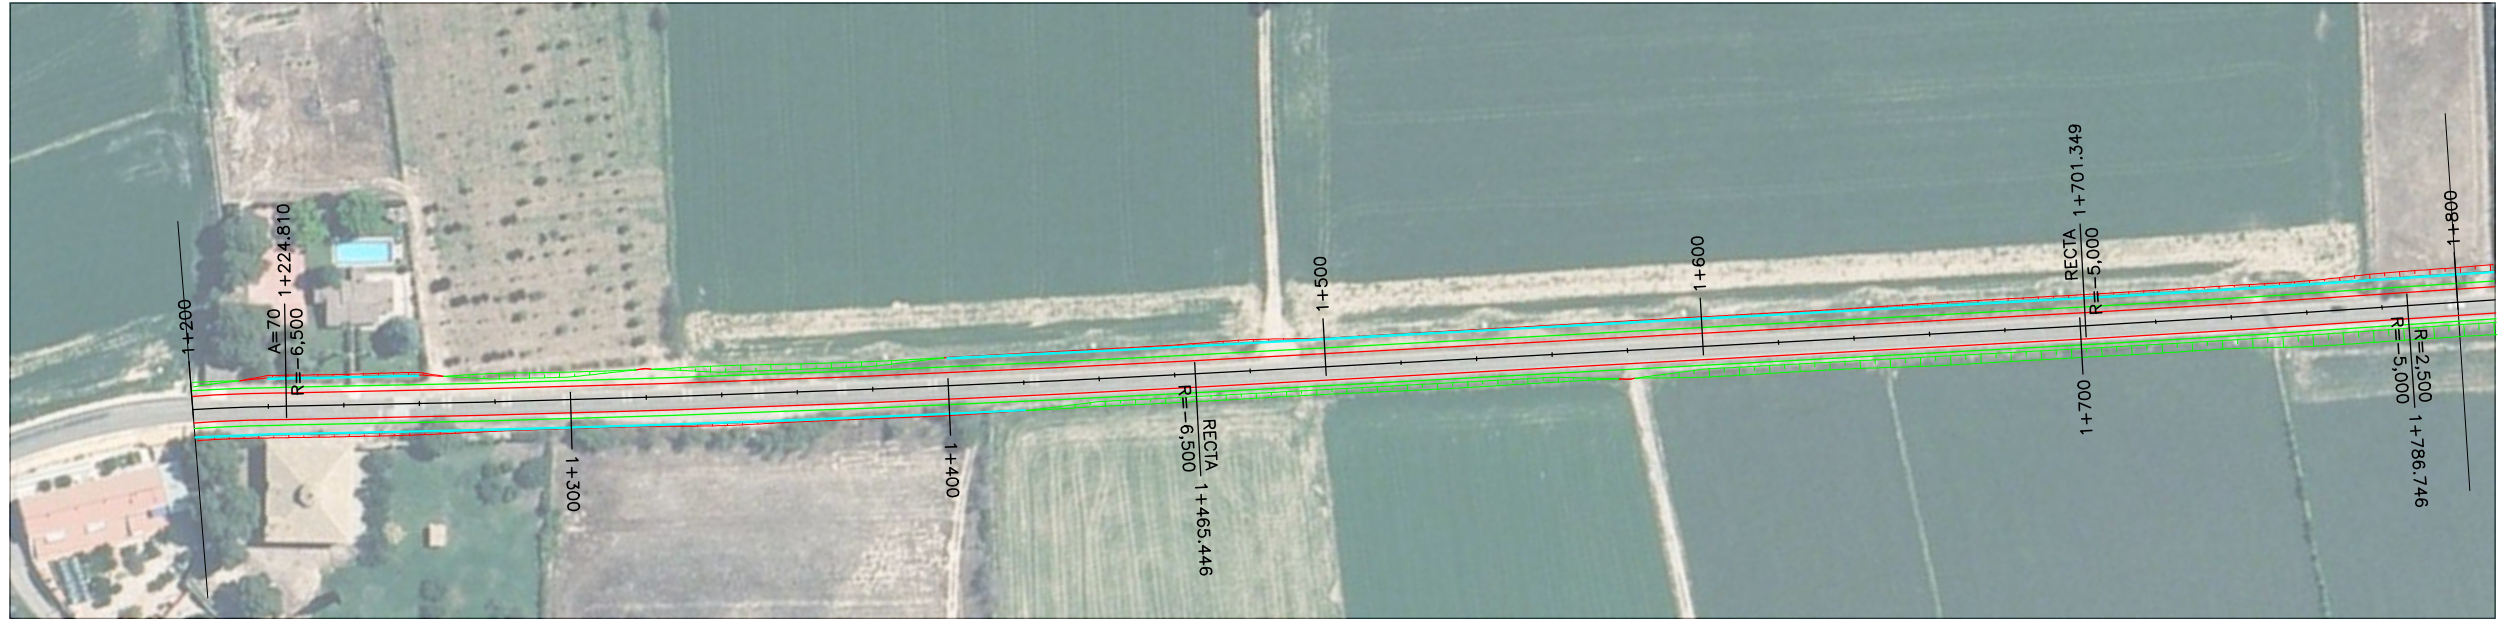 1+200
A=70
1+224.810
R=-6,500
1+300
1+400
R=-6,500
RECTA
1+465.446
1+500
1+600
RECTA
1+701.349
R=-5,000
1+700
R=-5,000
R=2,500
1+786.746
1+800